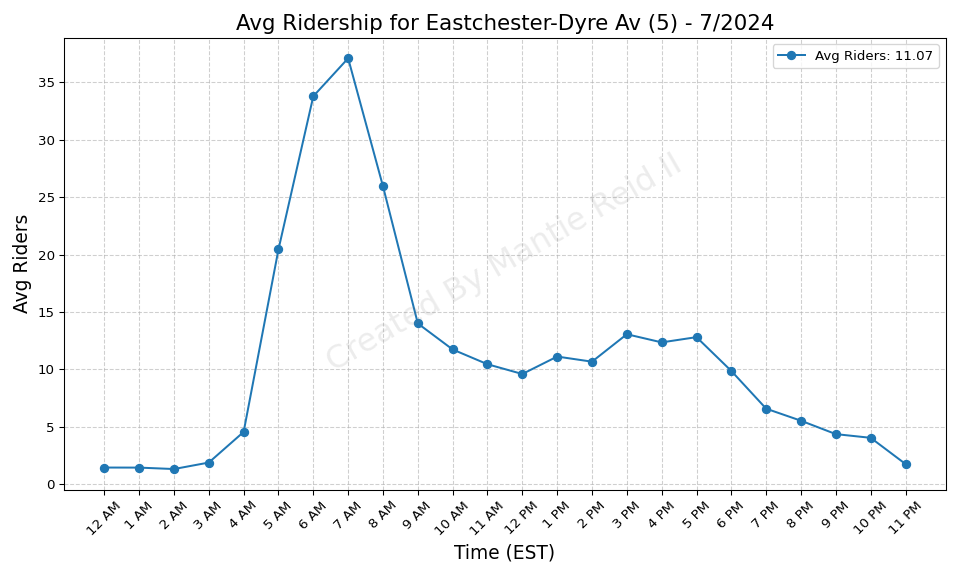 Avg Ridership for Eastchester-Dyre Av (5) - 7/2024
Avg Riders: 11.07
35
30
25
20
15
10
5
0
Avg Riders
Created By Mantle Reid II
12 AM
1 AM
2 AM
3 AM
4 AM
5 AM
6 AM
7 AM
8 AM
9 AM
10 AM
11 AM
12 PM
1 PM
2 PM
3 PM
4 PM
5 PM
6 PM
7 PM
8 PM
9 PM
10 PM
11 PM
Time (EST)